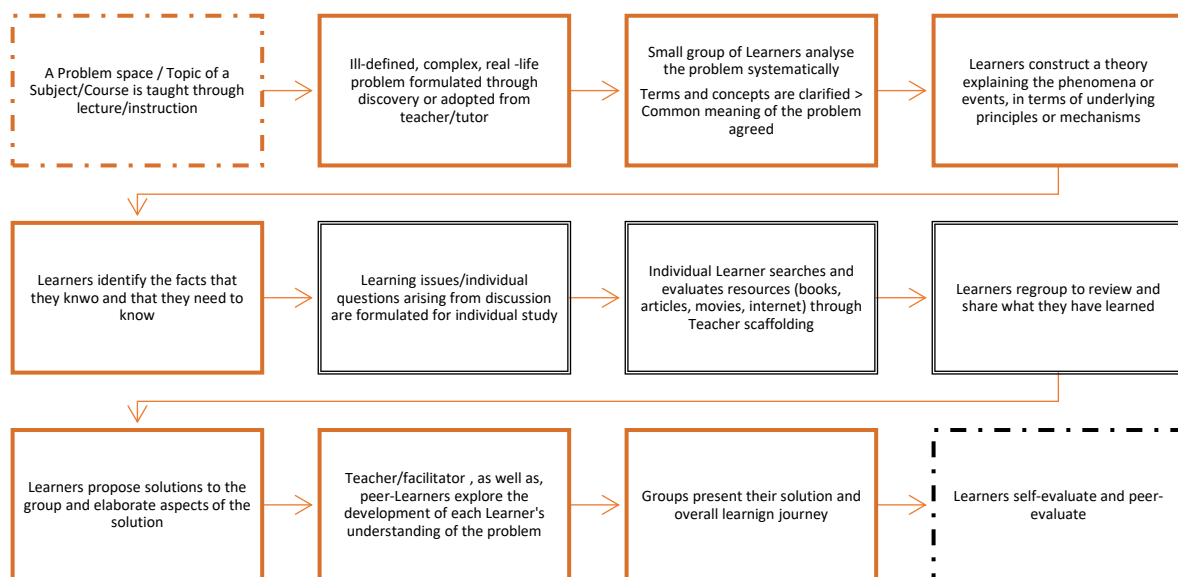 A Problem space / Topic of a
Subject/Course is taught through
lecture/instruction
Ill-defined, complex, real -life
problem formulated through
discovery or adopted from
teacher/tutor
Small group of Learners analyse
the problem systematically
Terms and concepts are clarified >
Common meaning of the problem
agreed
Learners construct a theory
explaining the phenomena or
events, in terms of underlying
principles or mechanisms
Learners identify the facts that
they knwo and that they need to
know
Learning issues/individual
questions arising from discussion
are formulated for individual study
Individual Learner searches and
evaluates resources (books,
articles, movies, internet) through
Teacher scaffolding
Learners regroup to review and
share what they have learned
Learners propose solutions to the
group and elaborate aspects of the
solution
Teacher/facilitator , as well as,
peer-Learners explore the
development of each Learner's
understanding of the problem
Groups present their solution and
overall learnign journey
Learners self-evaluate and peer-
evaluate